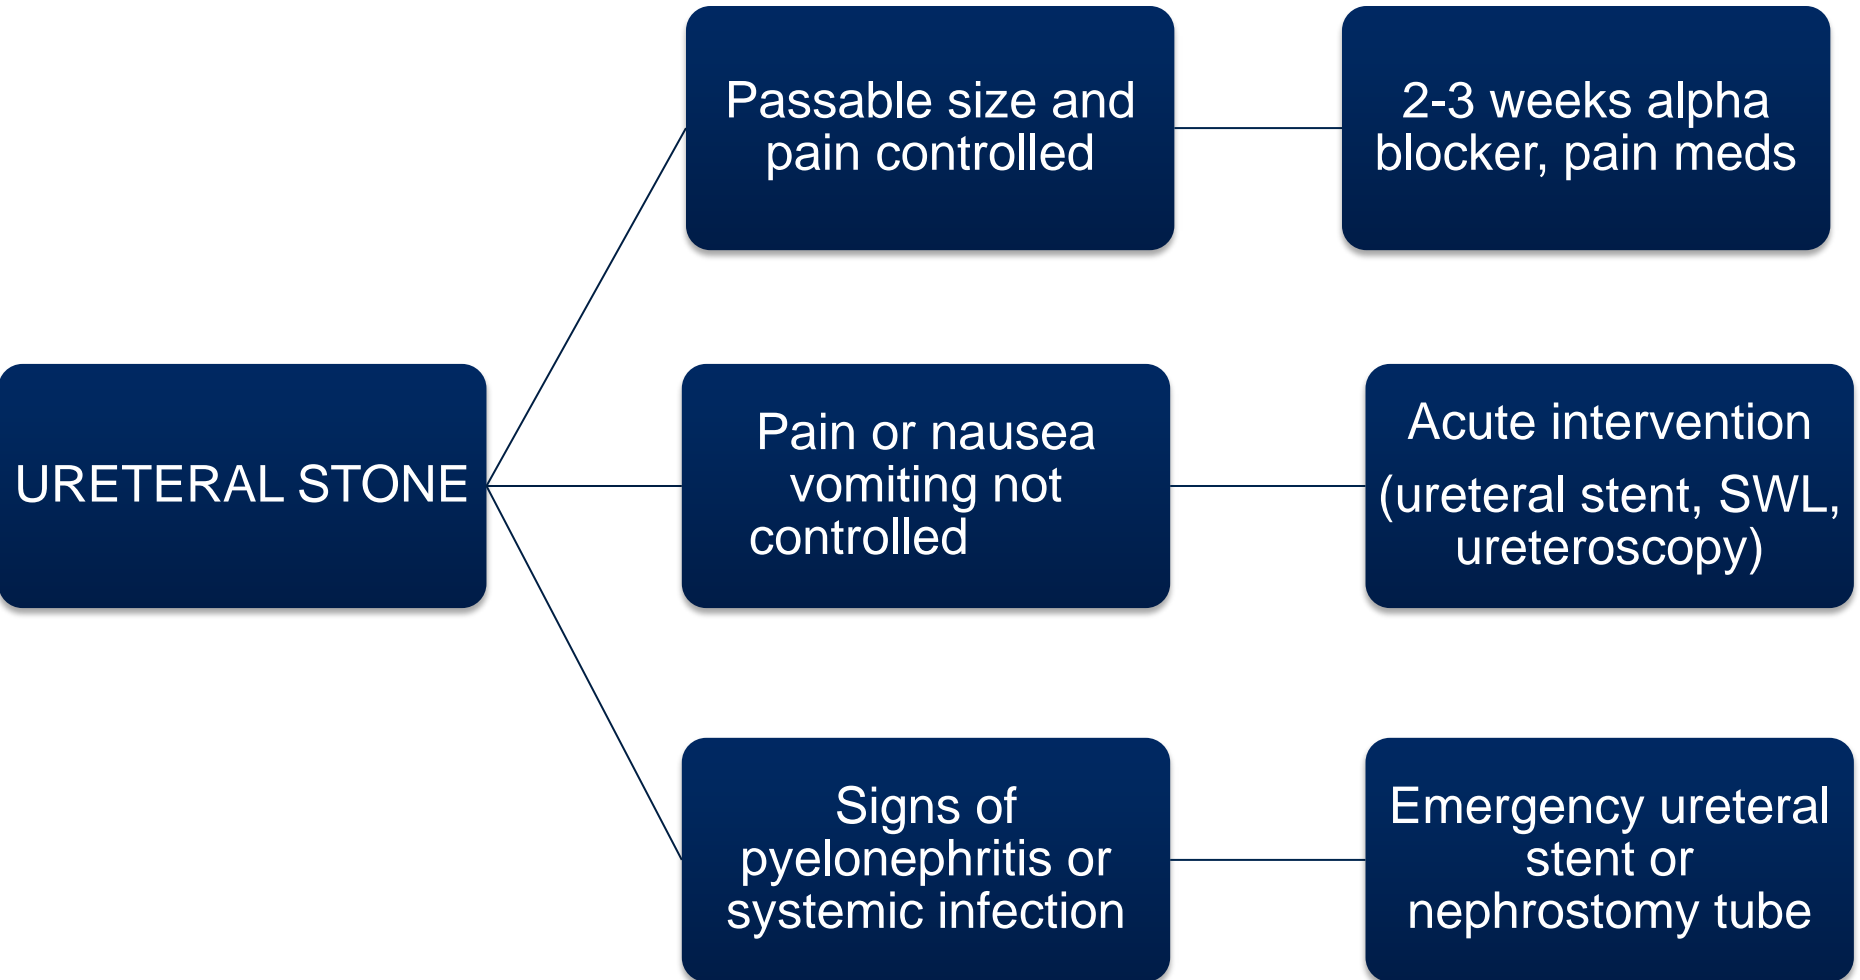 Passable size and
pain controlled
2-3 weeks alpha
blocker, pain meds
URETERAL STONE
Pain or nausea
vomiting not
controlled
Acute intervention
(ureteral stent, SWL,
ureteroscopy)
Signs of
pyelonephritis or
systemic infection
Emergency ureteral
stent or
nephrostomy tube